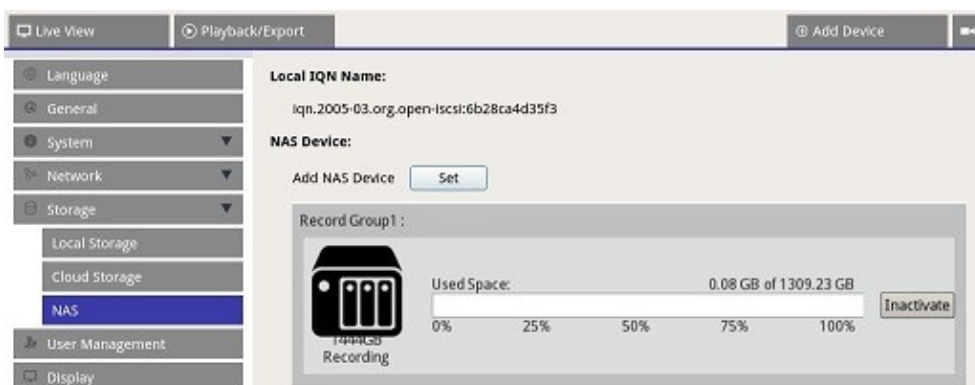 Live View
Playback/Export
Add Device
Language
General
System
Network
Storage
Local Storage
Cloud Storage
NAS
User Management
Display
Local IQN Name:
iqn.2005-03.org.open-iscsi:6b28ca4d35f3
NAS Device:
Add NAS Device Set
Record Group1 :
Used Space: 0.08 GB of 1309.23 GB
Inactivate
0% 25% 50% 75% 100%
1444GB
Recording